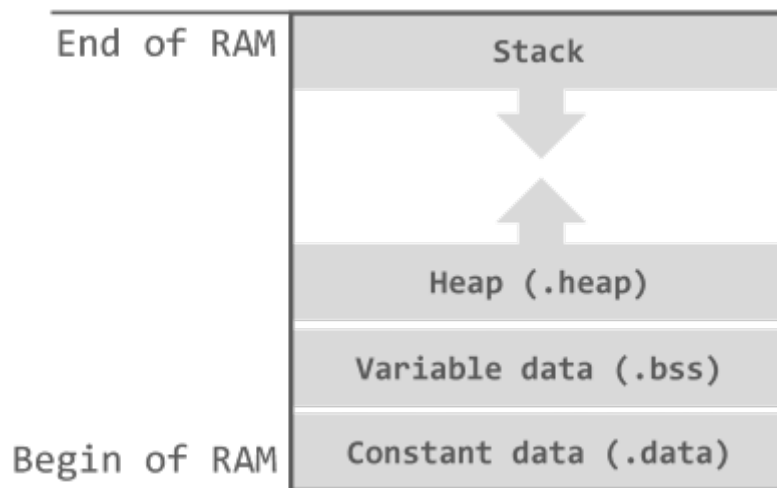 End of RAM
Stack
Heap (.heap)
Variable data (.bss)
Begin of RAM
Constant data (.data)